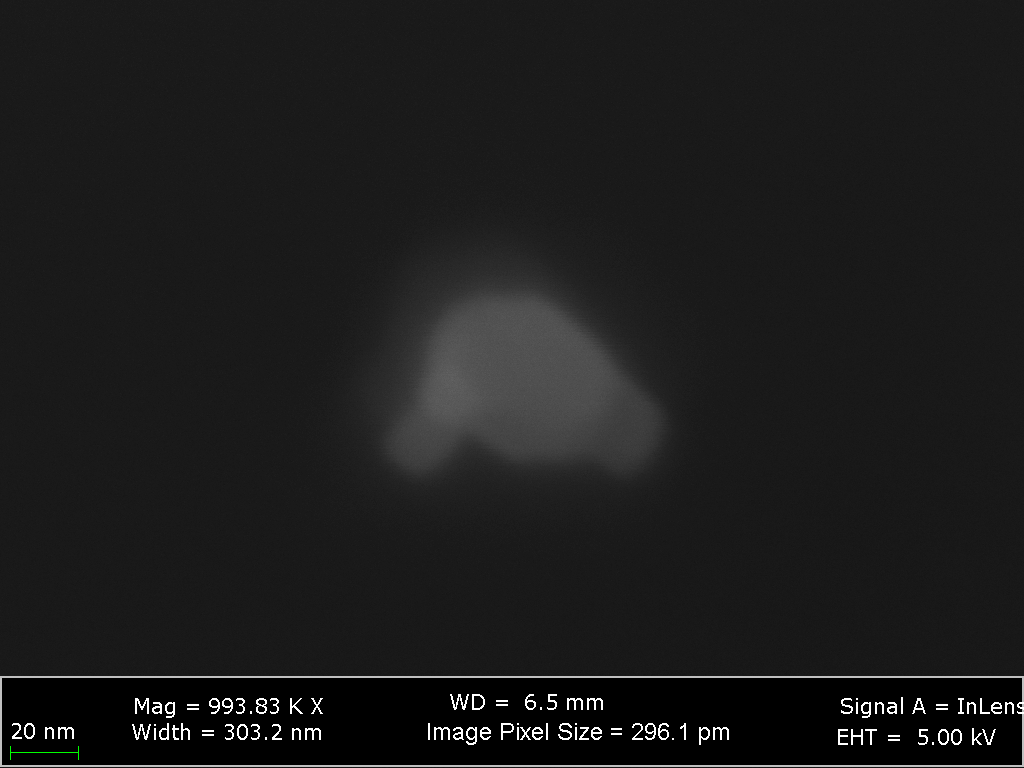 20 nm
Mag = 993.83 K X
Width = 303.2 nm
WD = 6.5 mm
Image Pixel Size = 296.1 pm
Signal A = InLens
EHT = 5.00 kV